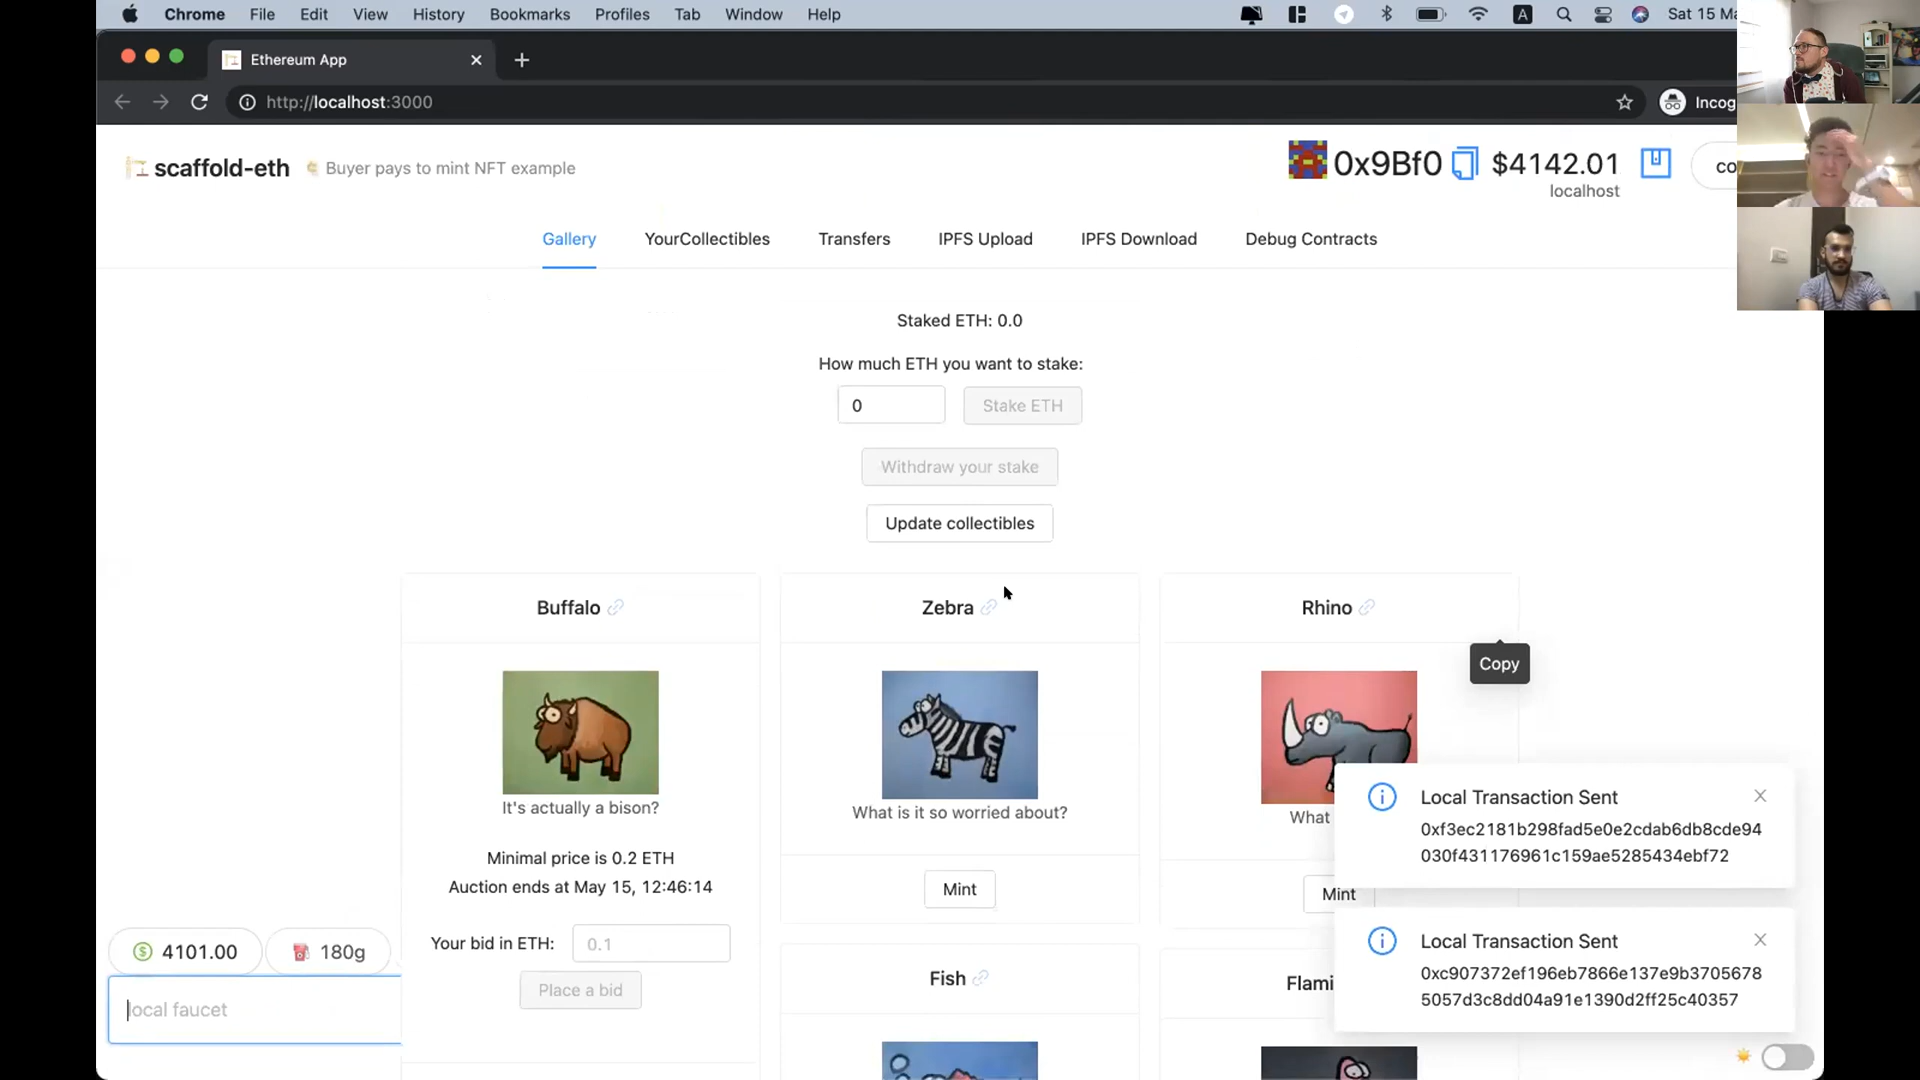 Chrome File Edit View History Bookmarks Profiles Tab Window Help
A
Sat 15
Ethereum App
http://localhost:3000
scaffold-eth Buyer pays to mint NFT example
0x9Bf0 $4142.01
localhost
Gallery YourCollectibles Transfers IPFS Upload IPFS Download Debug Contracts
Staked ETH: 0.0
How much ETH you want to stake:
0 Stake ETH
Withdraw your stake
Update collectibles
Buffalo
It's actually a bison?
Minimal price is 0.2 ETH
Auction ends at May 15, 12:46:14
Your bid in ETH: 0.1
Place a bid
Zebra
What is it so worried about?
Mint
Rhino
Copy
What
Mint
Fish
Flami
Local Transaction Sent
0xf3ec2181b298fad5e0e2cdab6db8cde94
030f431176961c159ae5285434ebf72
Local Transaction Sent
0xc907372ef196eb7866e137e9b3705678
5057d3c8dd04a91e1390d2ff25c40357
4101.00 180g
local faucet